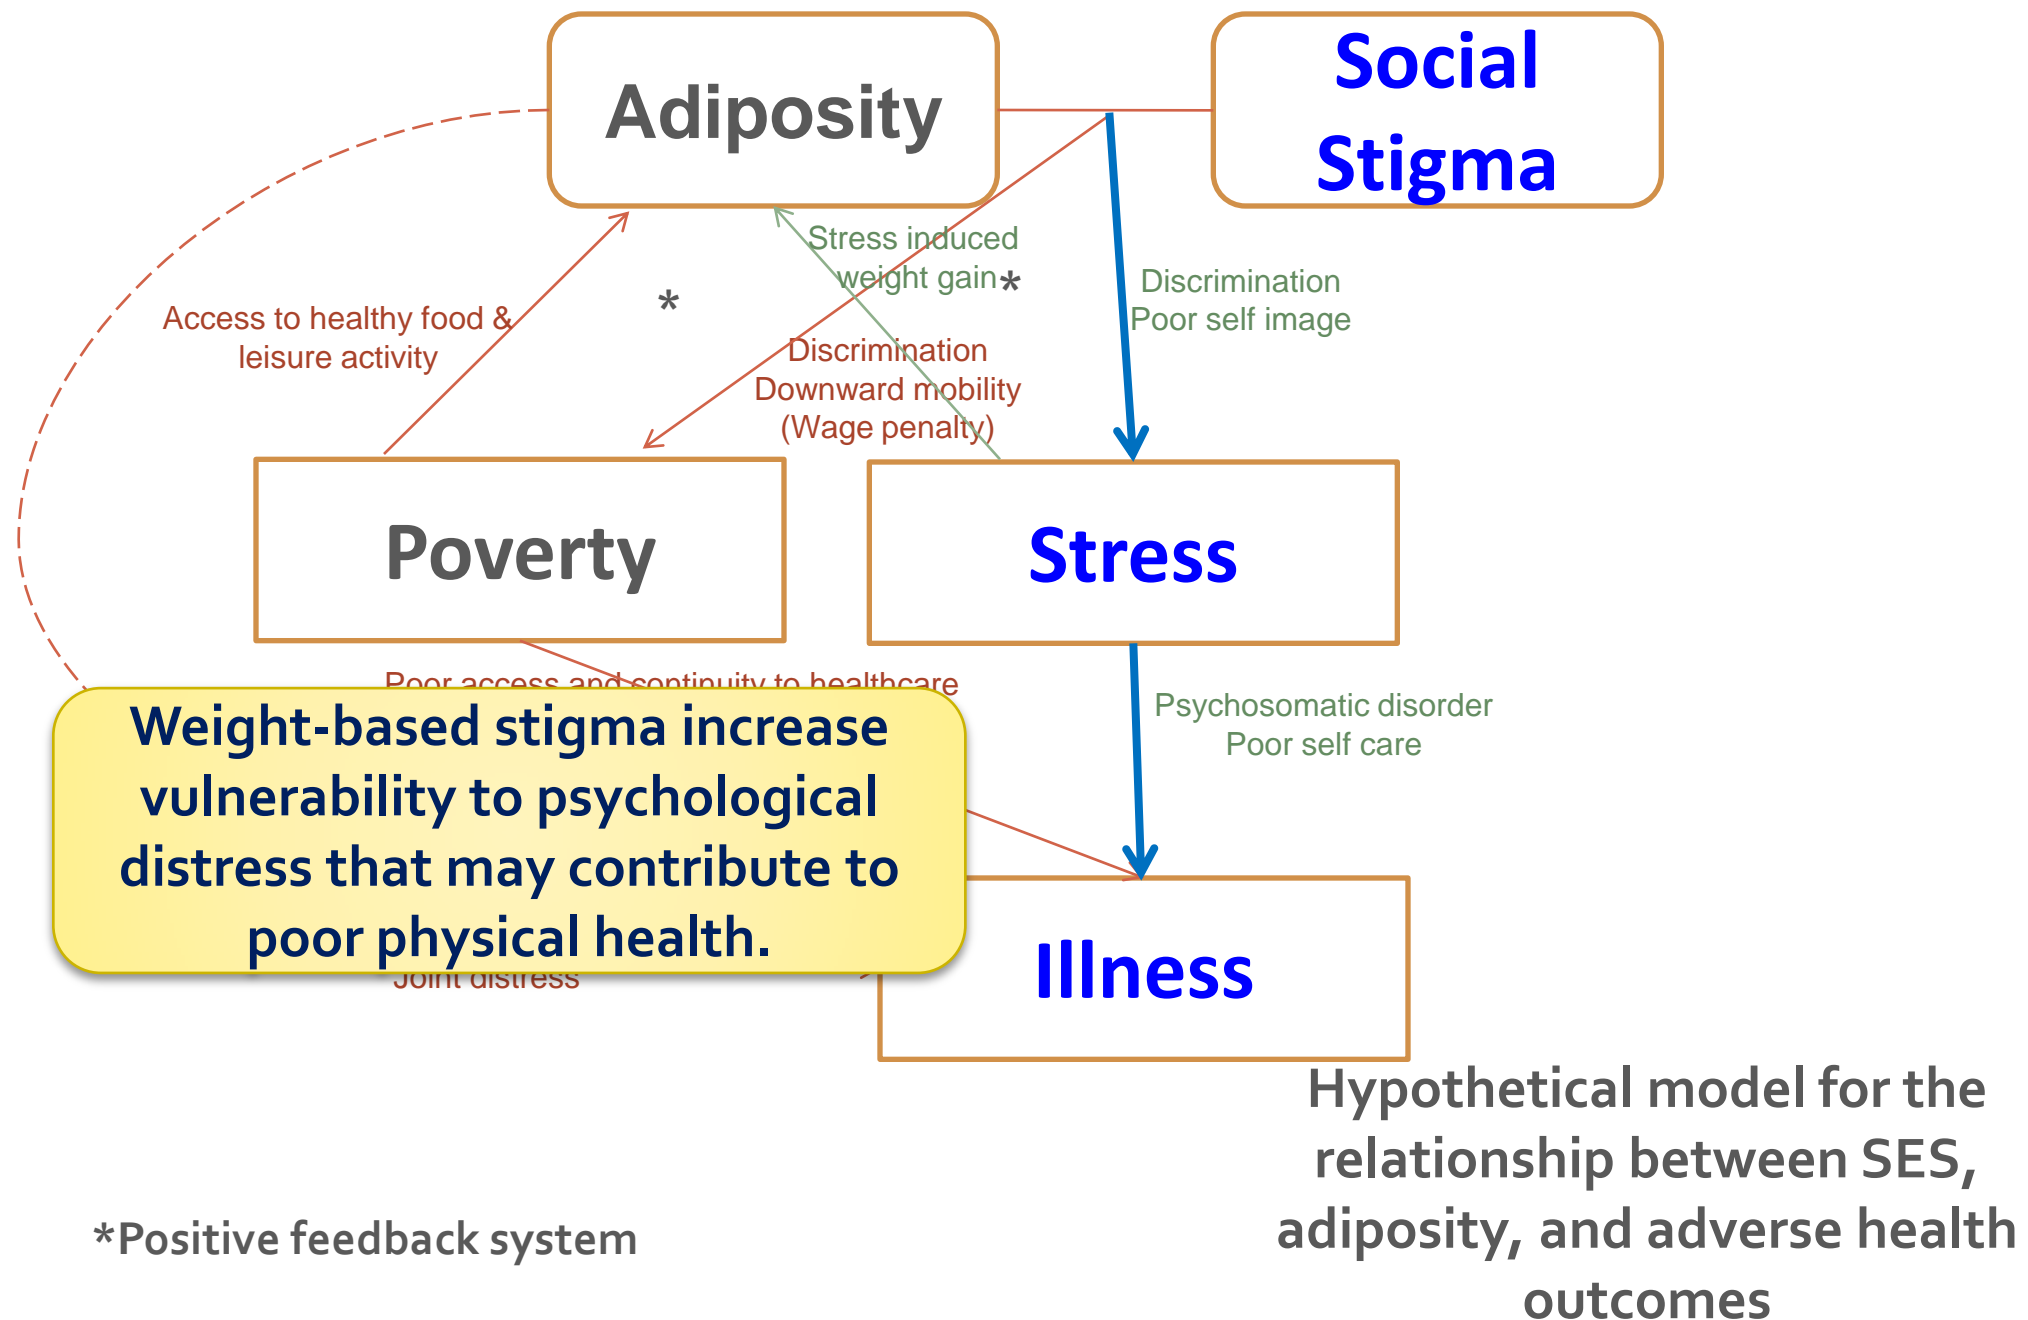 Adiposity
Social
Stigma
Stress induced
weight gain*
*
Discrimination
Poor self image
Access to healthy food &
leisure activity
Discrimination
Downward mobility
(Wage penalty)
Poverty
Stress
Poor access and continuity to healthcare
Psychosomatic disorder
Poor self care
Weight-based stigma increase
vulnerability to psychological
distress that may contribute to
poor physical health.
Joint distress
Illness
Hypothetical model for the
relationship between SES,
adiposity, and adverse health
outcomes
*Positive feedback system